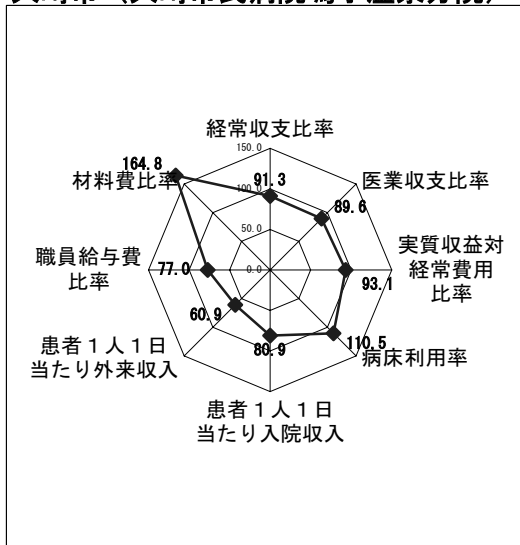 経常収支比率
医業収支比率
実質収益対
経常費用
比率
病床利用率
患者１人１日
当たり入院収入
患者１人１日
当たり外来収入
職員給与費
比率
材料費比率
150.0
100.0
50.0
0.0
91.3
89.6
93.1
110.5
80.9
60.9
77.0
164.8